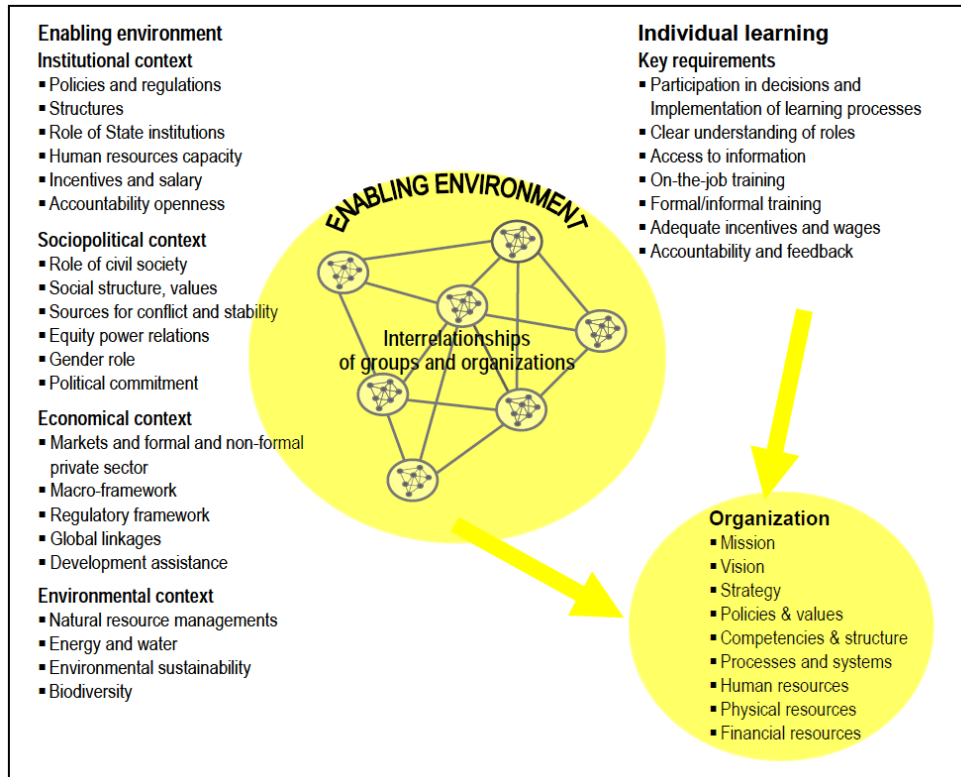 Enabling environment
Institutional context
▪ Policies and regulations
▪ Structures
▪ Role of State institutions
▪ Human resources capacity
▪ Incentives and salary
▪ Accountability openness
Sociopolitical context
▪ Role of civil society
▪ Social structure, values
▪ Sources for conflict and stability
▪ Equity power relations
▪ Gender role
▪ Political commitment
Economical context
▪ Markets and formal and non-formal
private sector
▪ Macro-framework
▪ Regulatory framework
▪ Global linkages
▪ Development assistance
Environmental context
▪ Natural resource managements
▪ Energy and water
▪ Environmental sustainability
▪ Biodiversity
ENABLING ENVIRONMENT
Interrelationships
of groups and organizations
Individual learning
Key requirements
▪ Participation in decisions and
Implementation of learning processes
▪ Clear understanding of roles
▪ Access to information
▪ On-the-job training
▪ Formal/informal training
▪ Adequate incentives and wages
▪ Accountability and feedback
Organization
▪ Mission
▪ Vision
▪ Strategy
▪ Policies & values
▪ Competencies & structure
▪ Processes and systems
▪ Human resources
▪ Physical resources
▪ Financial resources